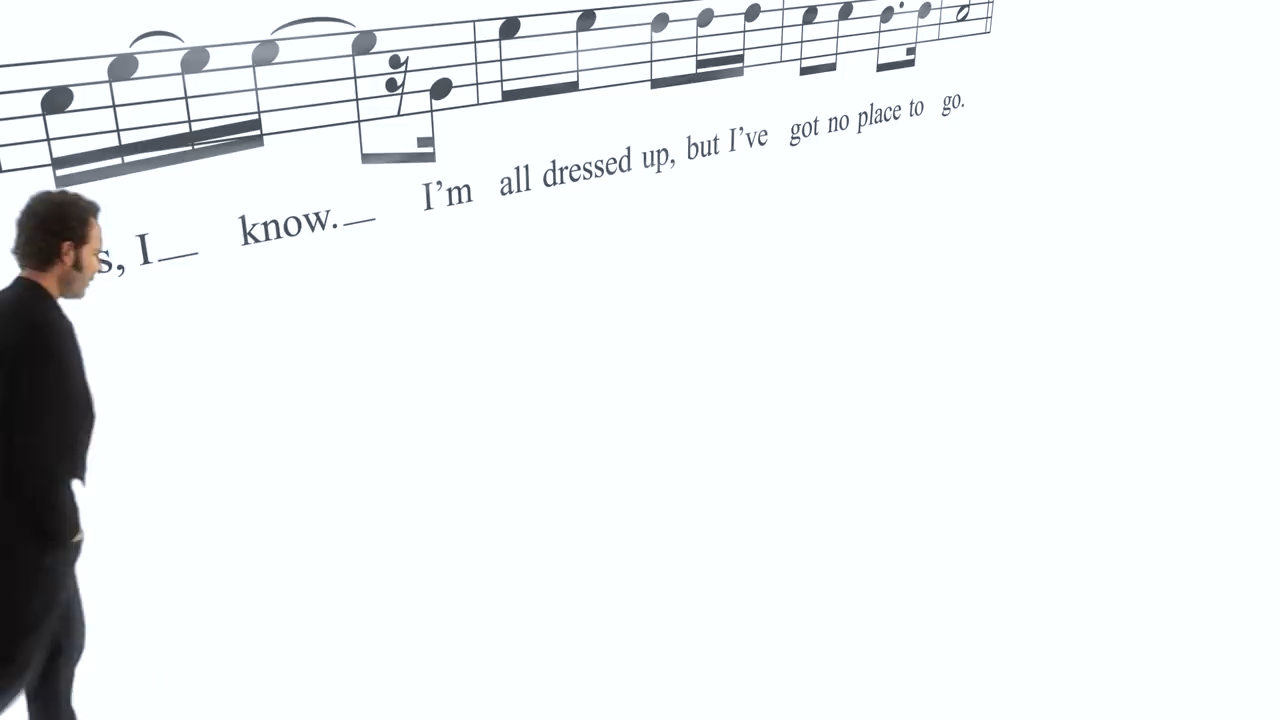 s, I__ know.__ I’m all dressed up, but I’ve got no place to go.